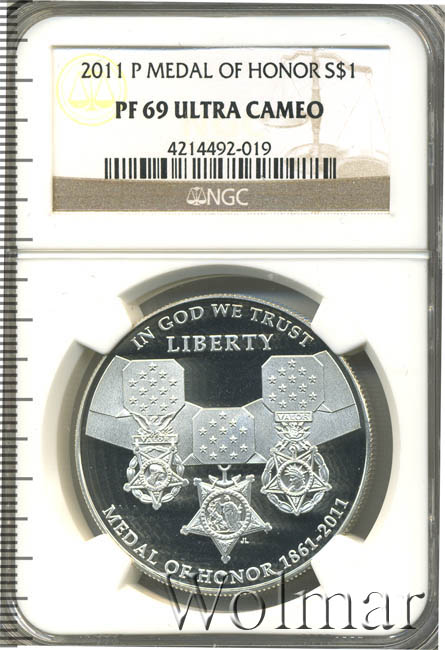 2011 P MEDAL OF HONOR S$1
PF 69 ULTRA CAMEO
4214492-019
NGC
IN GOD WE TRUST
LIBERTY
VALOR
VALOR
JL
MEDAL OF HONOR 1861-2011
Wolmar